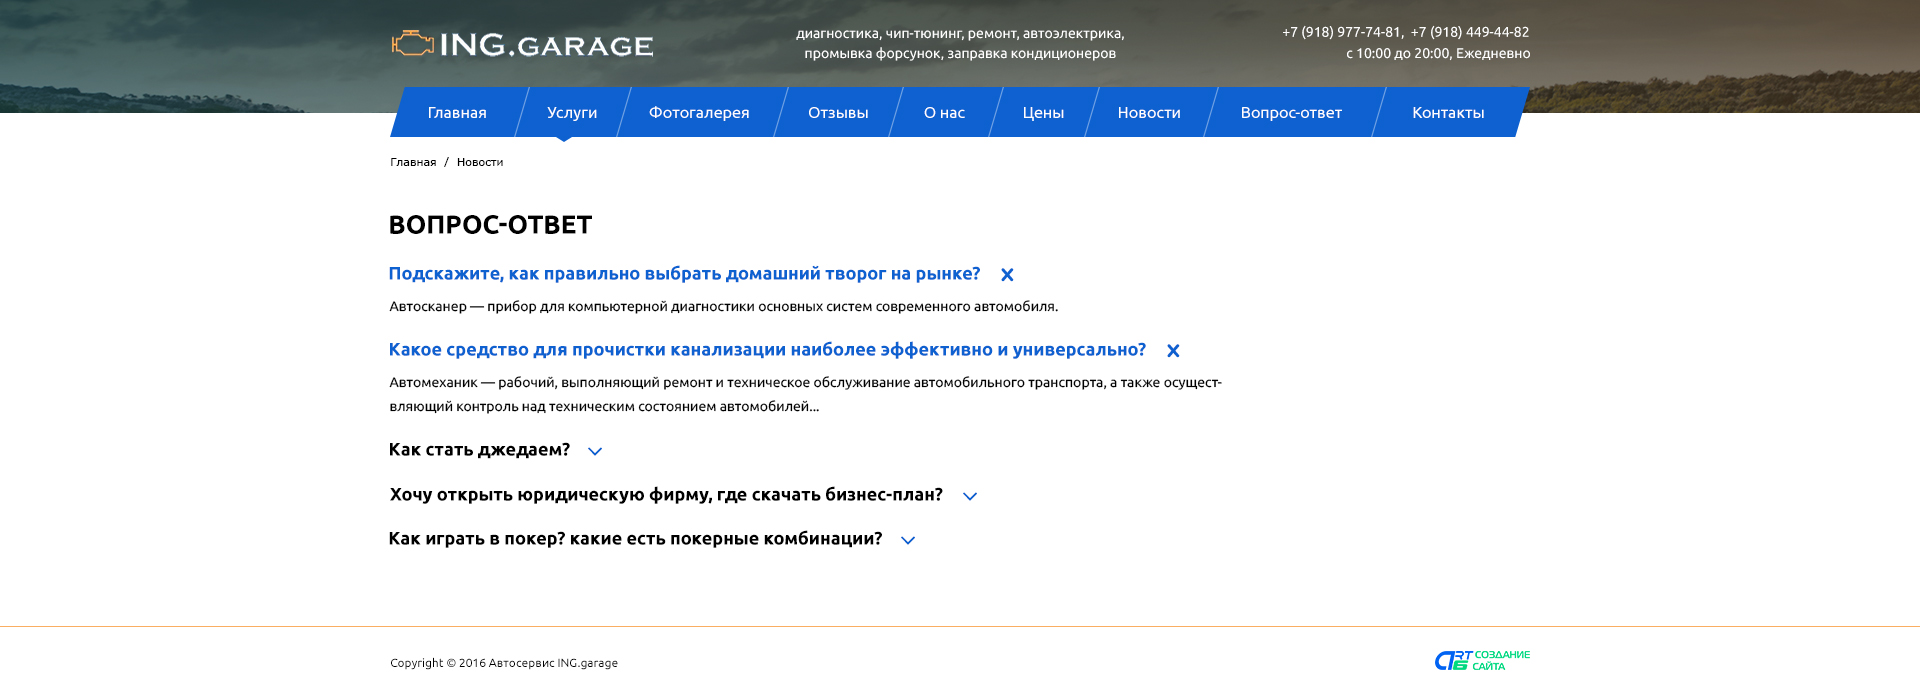 ING.GARAGE
диагностика, чип-тюнинг, ремонт, автоэлектрика,
промывка форсунок, заправка кондиционеров
+7 (918) 977-74-81, +7 (918) 449-44-82
с 10:00 до 20:00, Ежедневно
Главная Услуги Фотогалерея Отзывы О нас Цены Новости Вопрос-ответ Контакты
Главная / Новости
ВОПРОС-ОТВЕТ
Подскажите, как правильно выбрать домашний творог на рынке?
Автосканер — прибор для компьютерной диагностики основных систем современного автомобиля.
Какое средство для прочистки канализации наиболее эффективно и универсально?
Автомеханик — рабочий, выполняющий ремонт и техническое обслуживание автомобильного транспорта, а также осущест-
вляющий контроль над техническим состоянием автомобилей...
Как стать джедаем?
Хочу открыть юридическую фирму, где скачать бизнес-план?
Как играть в покер? какие есть покерные комбинации?
Copyright © 2016 Автосервис ING.garage
ART6 СОЗДАНИЕ
САЙТА